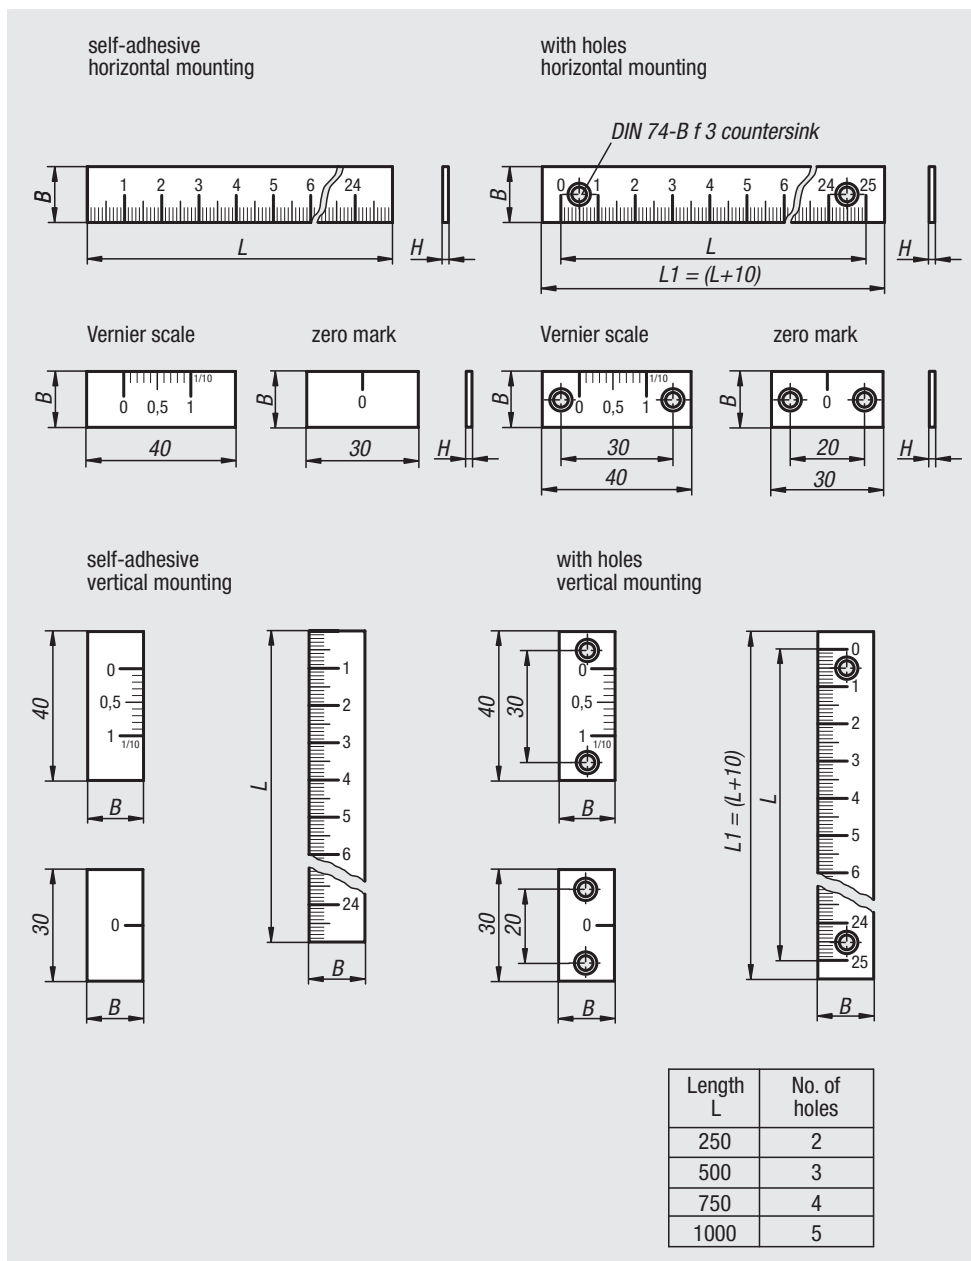 self-adhesive
horizontal mounting
with holes
horizontal mounting
DIN 74-B f 3 countersink
B
1 2 3 4 5 6 24
L
H
B
0 1 2 3 4 5 6 24 25
L
L1 = (L+10)
H
Vernier scale
zero mark
Vernier scale
zero mark
B
1/10
0 0,5 1
40
B
0
30
H
B
1/10
0 0,5 1
30
40
B
0
20
30
H
self-adhesive
vertical mounting
with holes
vertical mounting
40
0
0,5
1
1/10
B
L
1
2
3
4
5
6
24
B
30
0
B
40
30
0
0,5
1
1/10
B
30
20
0
B
L1 = (L+10)
L
0
1
2
3
4
5
6
24
25
B
Length No. of
L holes
250 2
500 3
750 4
1000 5